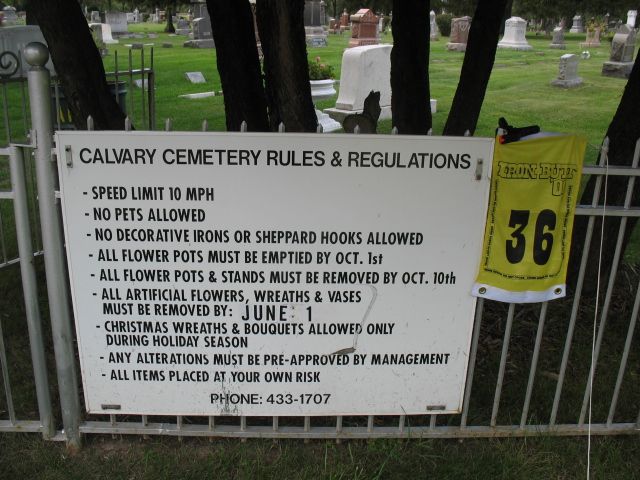 CALVARY CEMETERY RULES & REGULATIONS
- SPEED LIMIT 10 MPH
- NO PETS ALLOWED
- NO DECORATIVE IRONS OR SHEPPARD HOOKS ALLOWED
- ALL FLOWER POTS MUST BE EMPTIED BY OCT. 1st
- ALL FLOWER POTS & STANDS MUST BE REMOVED BY OCT. 10th
- ALL ARTIFICIAL FLOWERS, WREATHS & VASES
MUST BE REMOVED BY: JUNE 1
- CHRISTMAS WREATHS & BOUQUETS ALLOWED ONLY
DURING HOLIDAY SEASON
- ANY ALTERATIONS MUST BE PRE-APPROVED BY MANAGEMENT
- ALL ITEMS PLACED AT YOUR OWN RISK
PHONE: 433-1707
IRON BUTT
36